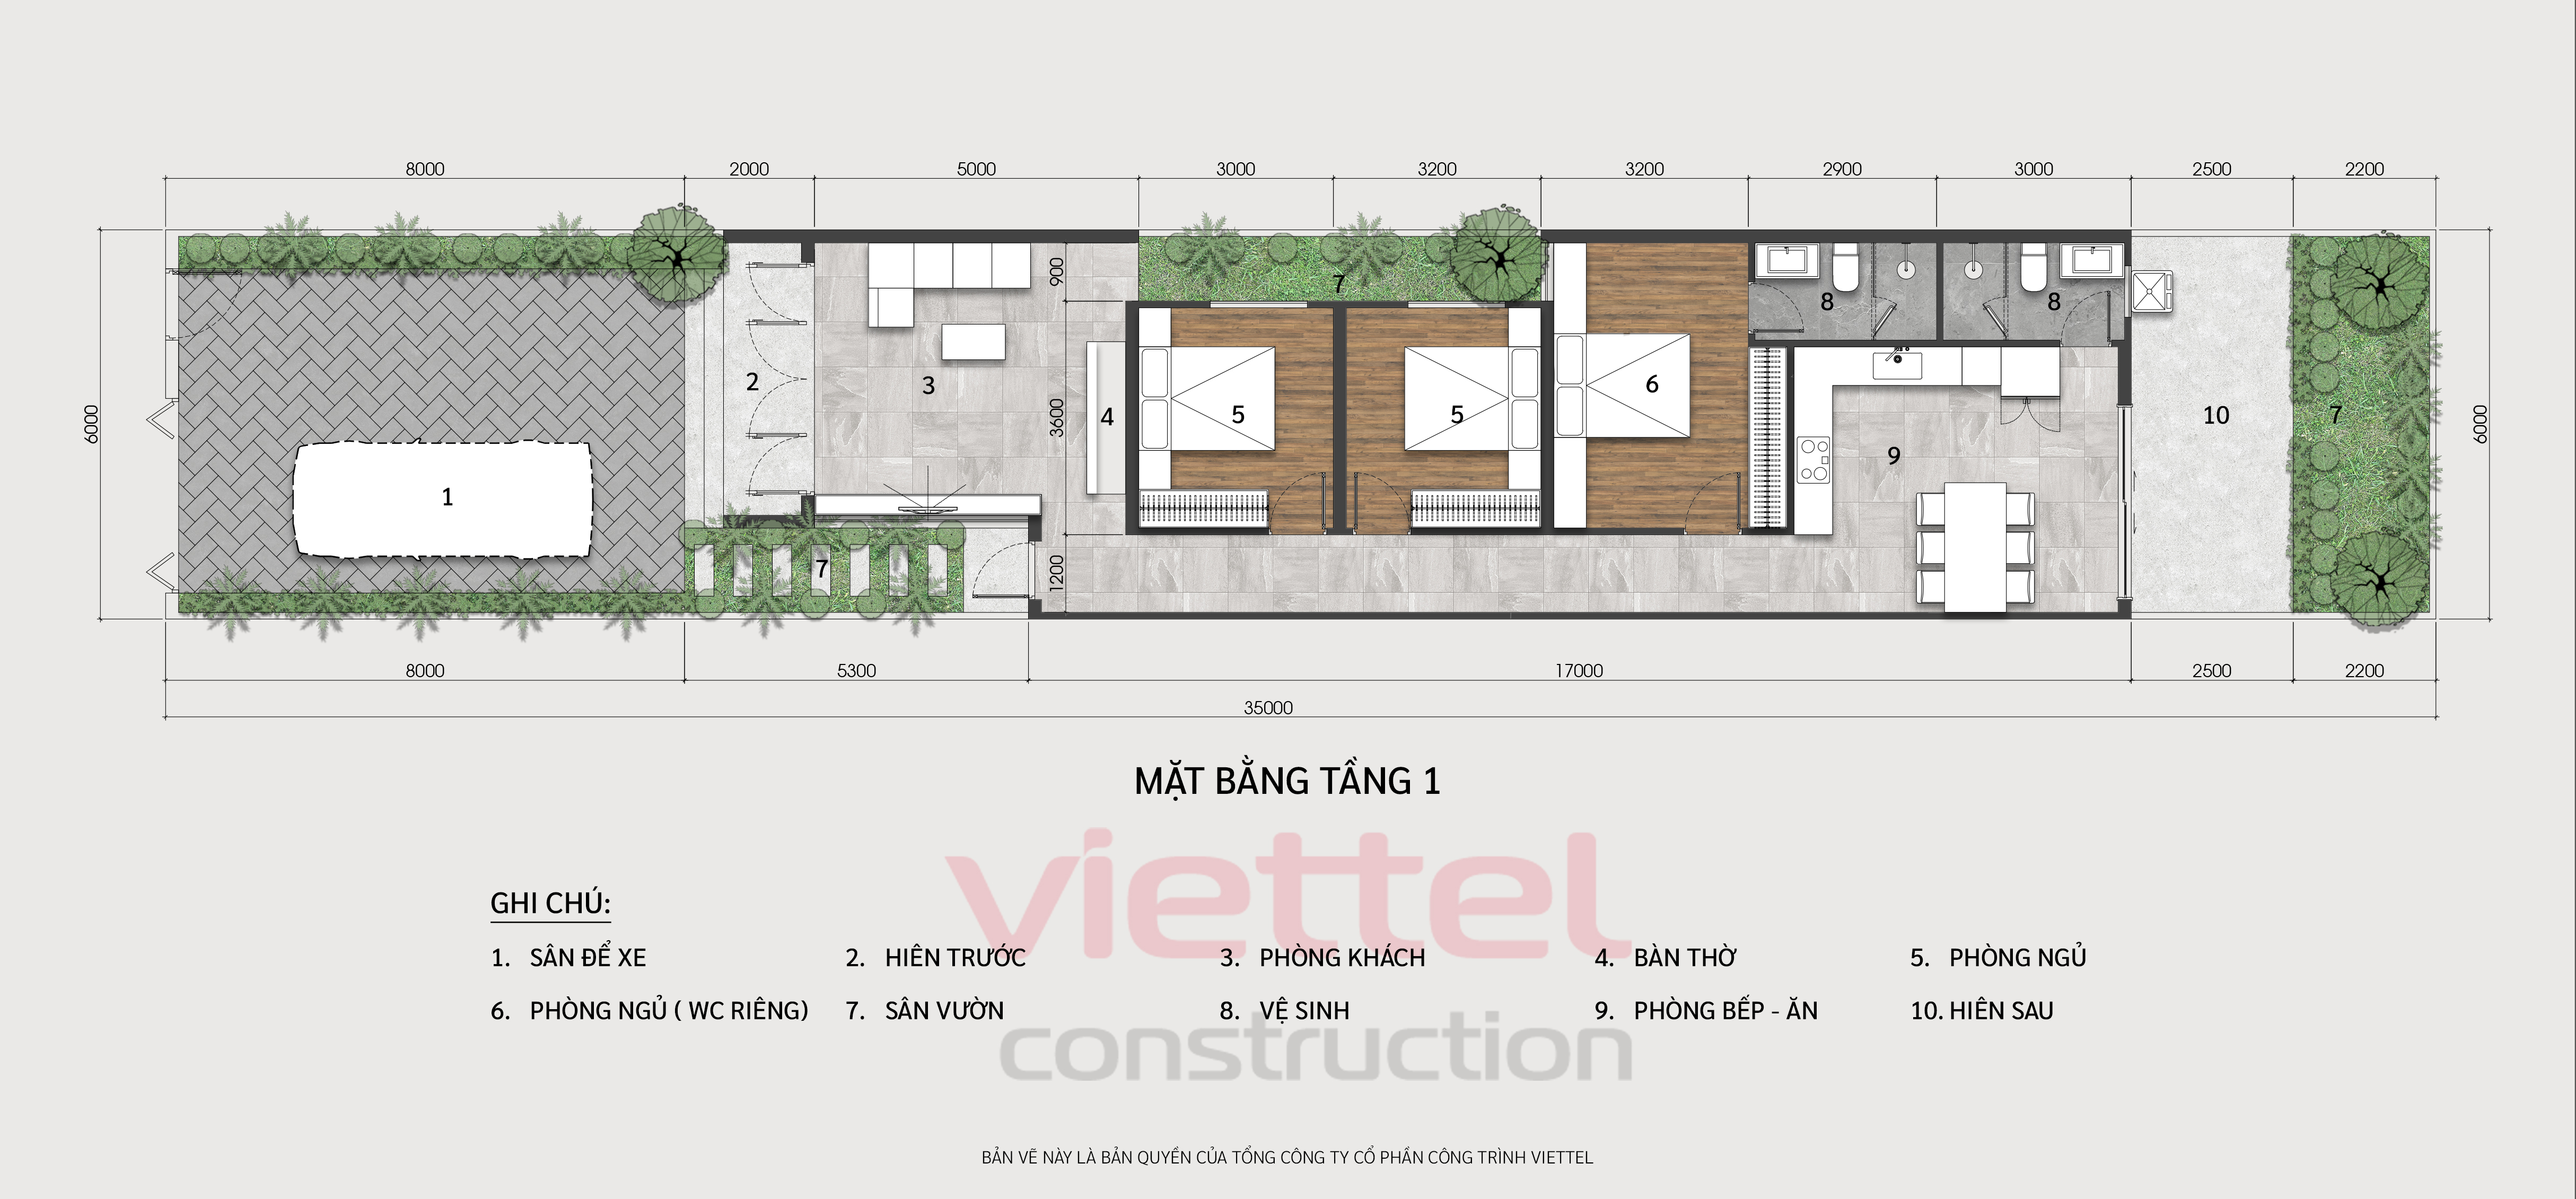 8000 2000 5000 3000 3200 3200 2900 3000 2500 2200
6000 900 3600 1200 6000
7 8 8
2 3 4 5 5 6 10 7
9
1
7
8000 5300 17000 2500 2200
35000
MẶT BẰNG TẦNG 1
viettel
construction
GHI CHÚ:
1. SÂN ĐỂ XE 2. HIÊN TRƯỚC 3. PHÒNG KHÁCH 4. BÀN THỜ 5. PHÒNG NGỦ
6. PHÒNG NGỦ ( WC RIÊNG) 7. SÂN VƯỜN 8. VỆ SINH 9. PHÒNG BẾP - ĂN 10. HIÊN SAU
BẢN VẼ NÀY LÀ BẢN QUYỀN CỦA TỔNG CÔNG TY CỔ PHẦN CÔNG TRÌNH VIETTEL